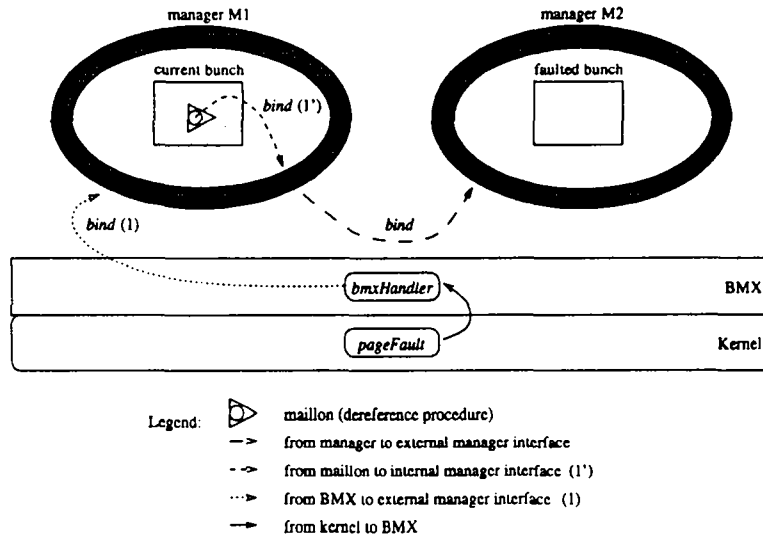 manager M1
manager M2
current bunch
faulted bunch
bind (1')
bind (1)
bind
bmxHandler
BMX
pageFault
Kernel
Legend:
maillon (dereference procedure)
from manager to external manager interface
from maillon to internal manager interface (1')
from BMX to external manager interface (1)
from kernel to BMX